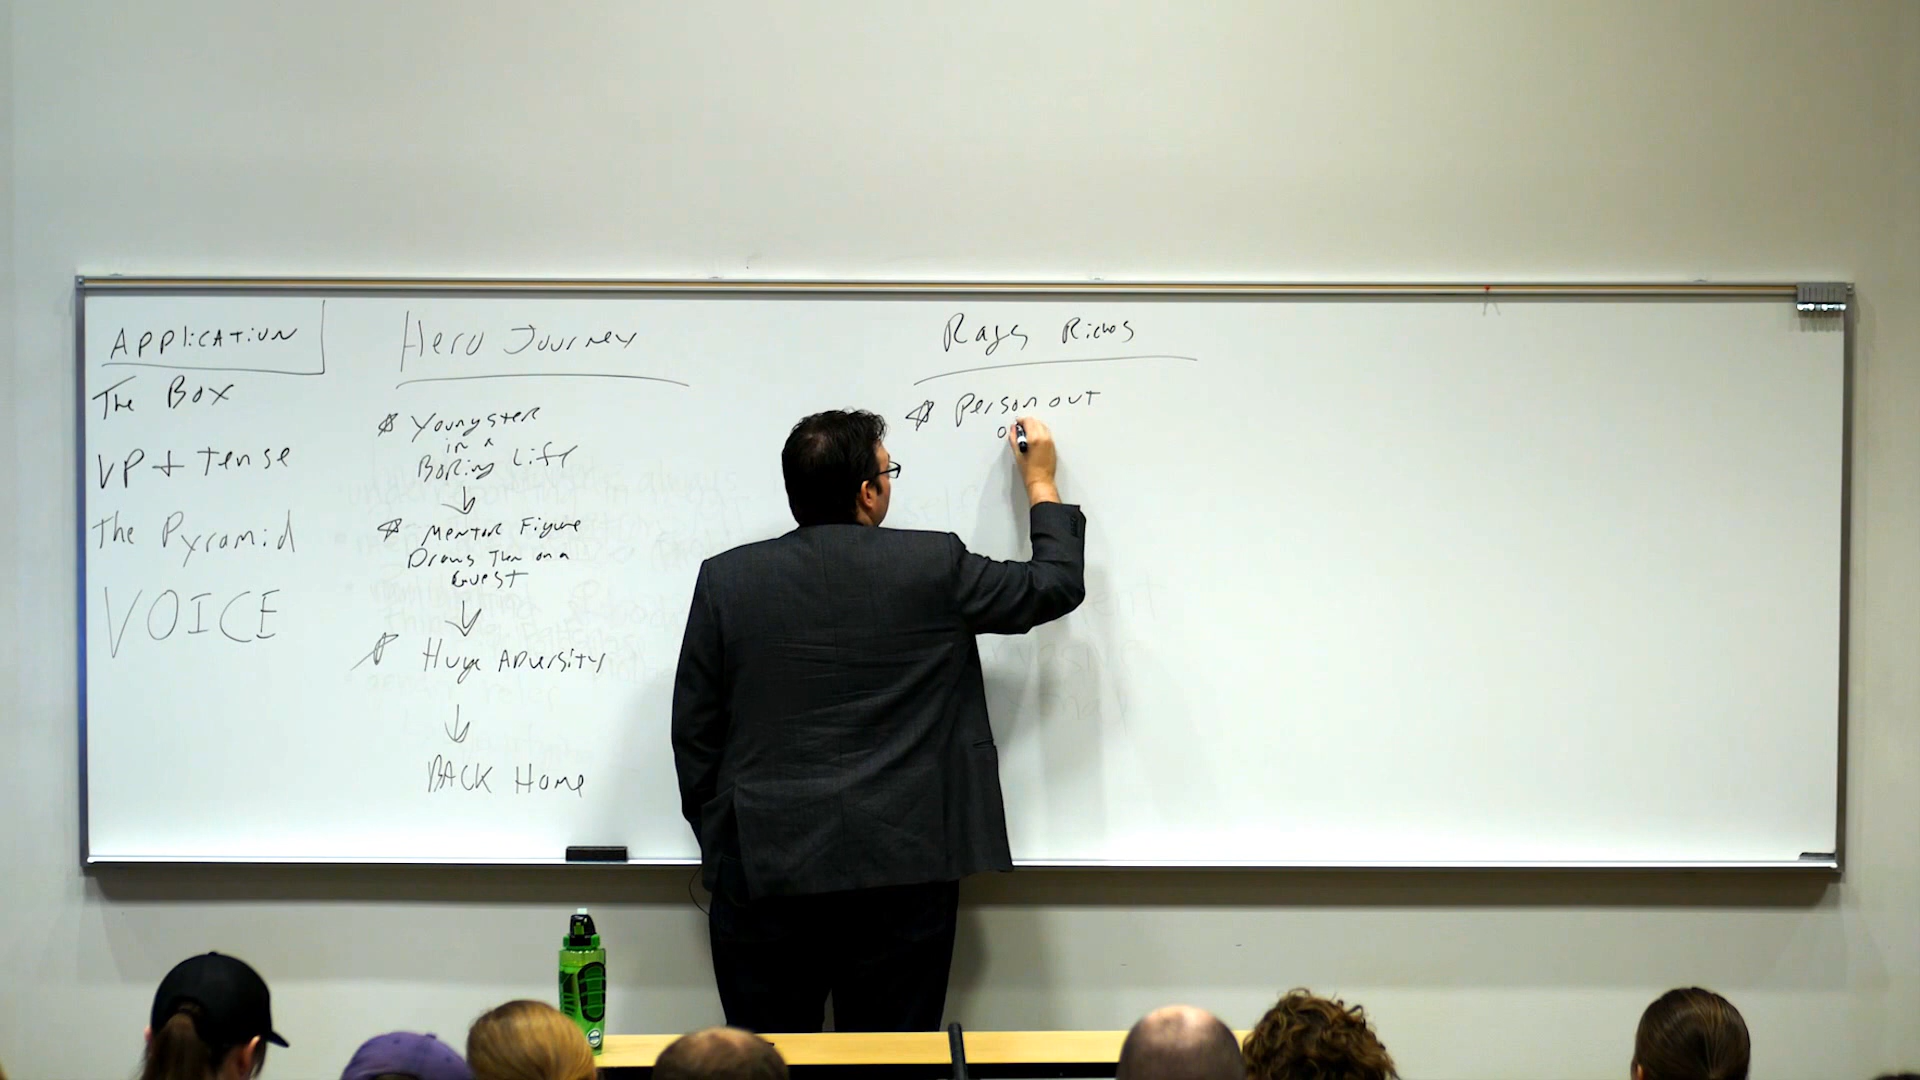 APPLICATION
The Box
VP + Tense
The Pyramid
VOICE
Hero Journey
Youngster
in a
Boring Life
Mentor Figure
Draws Them on a
Quest
Huge Adversity
BACK Home
Rags Riches
Person out
o